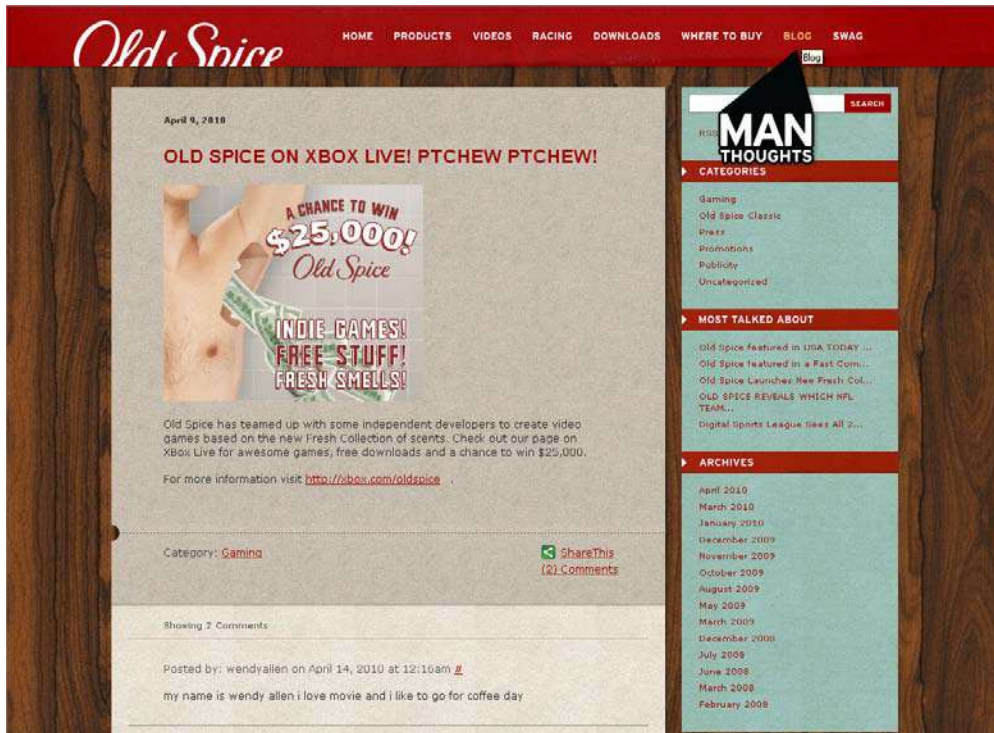 Old Spice
HOME PRODUCTS VIDEOS RACING DOWNLOADS WHERE TO BUY BLOG SWAG
Blog
April 9, 2010
OLD SPICE ON XBOX LIVE! PTCHEW PTCHEW!
A CHANCE TO WIN
$25,000!
Old Spice
INDIE GAMES!
FREE STUFF!
FRESH SMELLS!
Old Spice has teamed up with some independent developers to create video
games based on the new Fresh Collection of scents. Check out our page on
XBox Live for awesome games, free downloads and a chance to win $25,000.
For more information visit http://xbox.com/oldspice .
Category: Gaming
ShareThis
(2) Comments
Showing 2 Comments
Posted by: wendyallen on April 14, 2010 at 12:16am #
my name is wendy allen i love movie and i like to go for coffee day
SEARCH
RSS
MAN
THOUGHTS
CATEGORIES
Gaming
Old Spice Classic
Press
Promotions
Publicity
Uncategorized
MOST TALKED ABOUT
Old Spice featured in USA TODAY ...
Old Spice featured in a Fast Com...
Old Spice Launches New Fresh Col...
OLD SPICE REVEALS WHICH NFL
TEAM...
Digital Sports League Sees All 2...
ARCHIVES
April 2010
March 2010
January 2010
December 2009
November 2009
October 2009
August 2009
May 2009
March 2009
December 2008
July 2008
June 2008
March 2008
February 2008